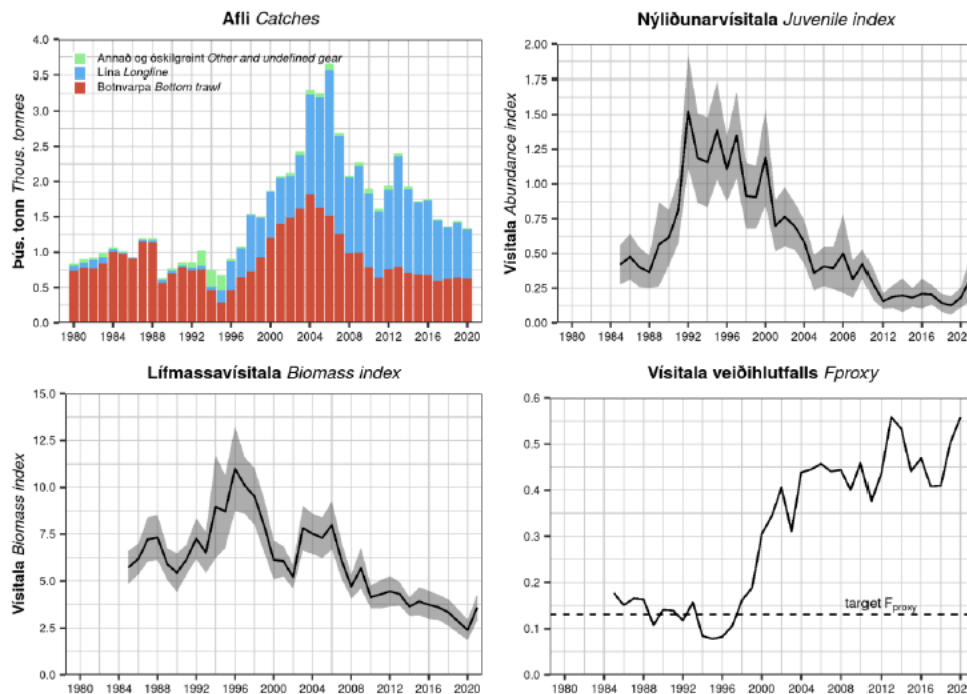 Afli Catches
Þús. tonn Thous. tonnes
4.0
3.5
3.0
2.5
2.0
1.5
1.0
0.5
0.0
Annað og óskilgreint Other and undefined gear
Lína Longline
Botnvarpa Bottom trawl
1980 1984 1988 1992 1996 2000 2004 2008 2012 2016 2020
Nýliðunarvísitala Juvenile index
Vísitala Abundance index
2.00
1.75
1.50
1.25
1.00
0.75
0.50
0.25
0.00
1980 1984 1988 1992 1996 2000 2004 2008 2012 2016
Lífmassavísitala Biomass index
Vísitala Biomass index
15.0
12.5
10.0
7.5
5.0
2.5
0.0
1980 1984 1988 1992 1996 2000 2004 2008 2012 2016 2020
Vísitala veiðihlutfalls Fproxy
0.6
0.5
0.4
0.3
0.2
0.1
0.0
target Fproxy
1980 1984 1988 1992 1996 2000 2004 2008 2012 2016